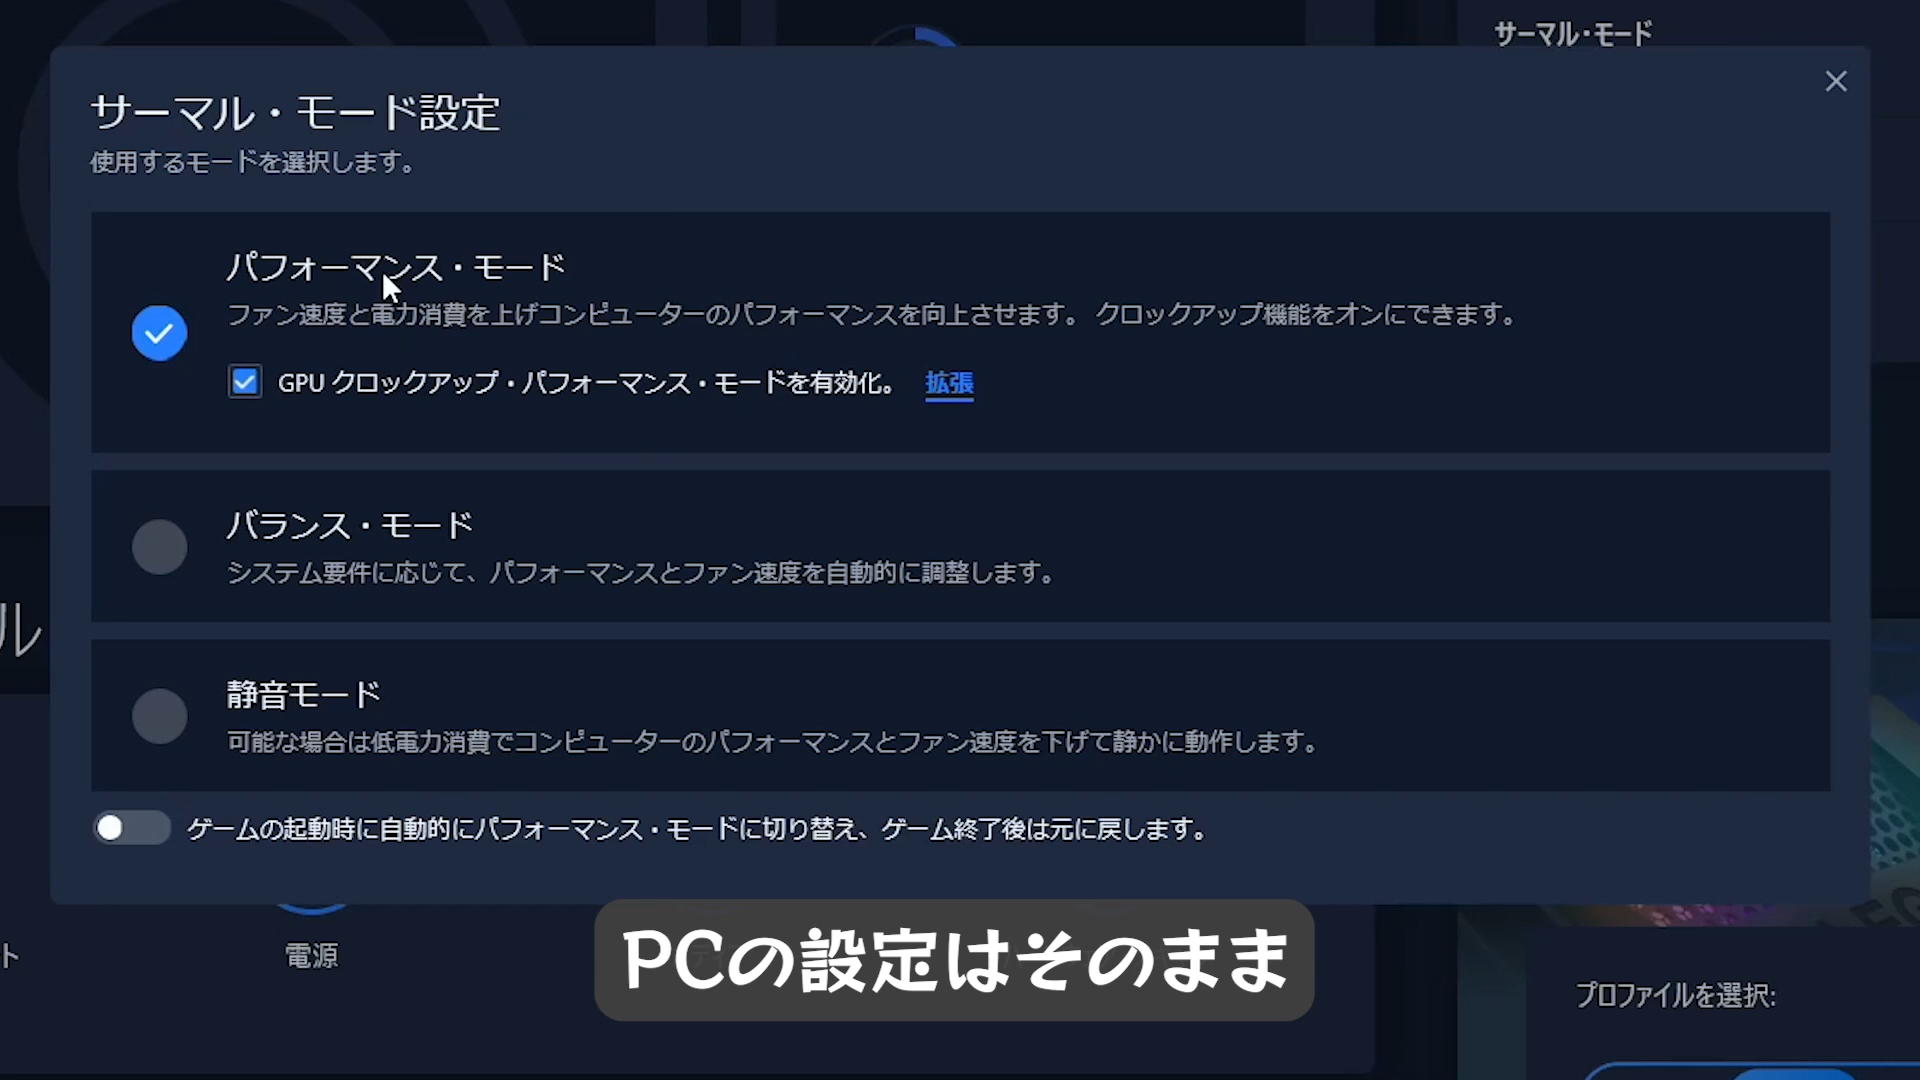 サーマル・モード
サーマル・モード設定
使用するモードを選択します。
パフォーマンス・モード
ファン速度と電力消費を上げコンピューターのパフォーマンスを向上させます。 クロックアップ機能をオンにできます。
GPU クロックアップ・パフォーマンス・モードを有効化。 拡張
バランス・モード
システム要件に応じて、パフォーマンスとファン速度を自動的に調整します。
静音モード
可能な場合は低電力消費でコンピューターのパフォーマンスとファン速度を下げて静かに動作します。
ゲームの起動時に自動的にパフォーマンス・モードに切り替え、ゲーム終了後は元に戻します。
ル
ト
電源
PCの設定はそのまま
プロファイルを選択: